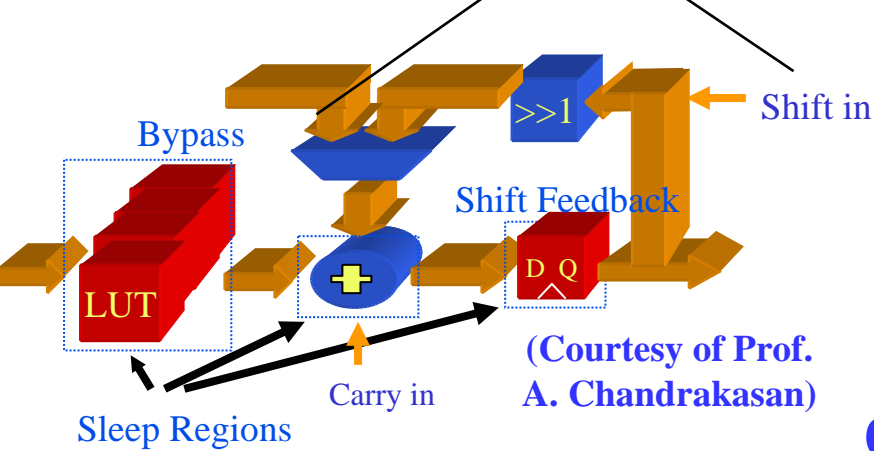 >>1
Shift in
Bypass
Shift Feedback
LUT
D Q
Carry in
(Courtesy of Prof.
A. Chandrakasan)
Sleep Regions